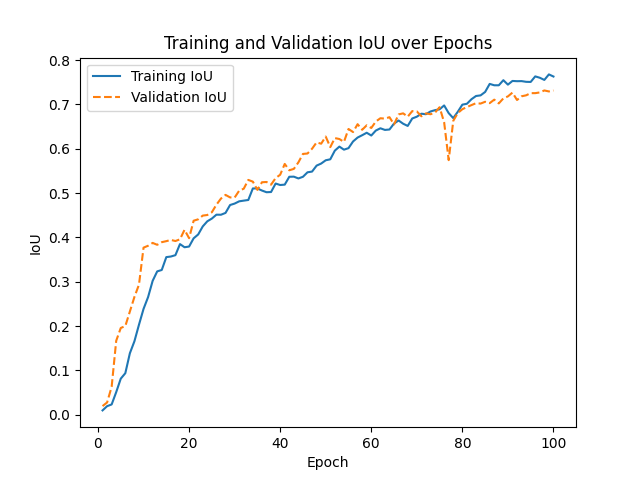 Training and Validation IoU over Epochs
Training IoU
Validation IoU
0.8
0.7
0.6
0.5
0.4
0.3
0.2
0.1
0.0
IoU
0 20 40 60 80 100
Epoch